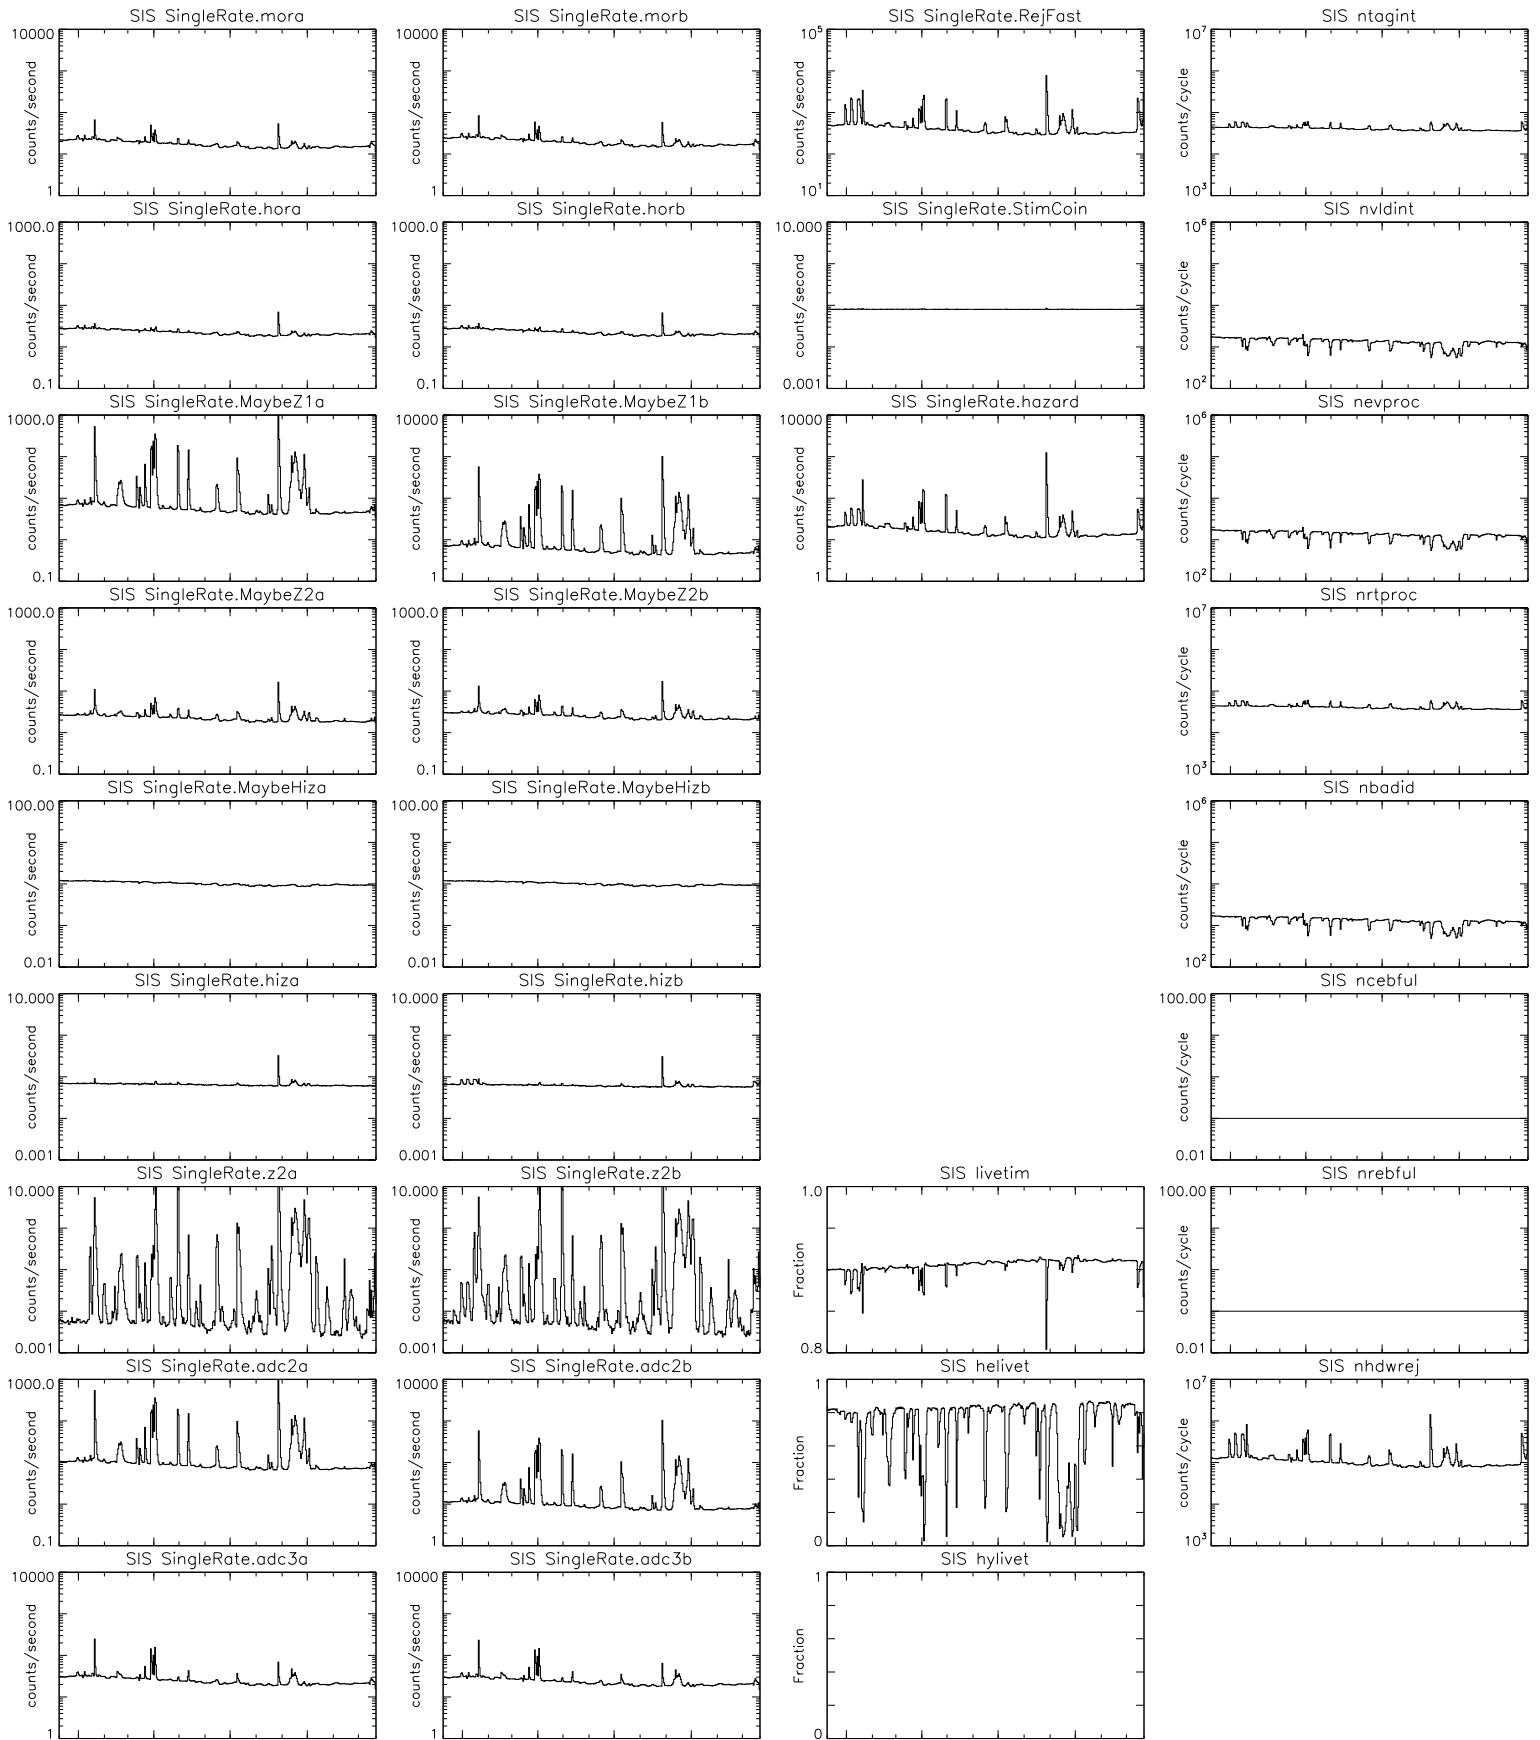 SIS SingleRate.mora
10000
counts/second
1
SIS SingleRate.morb
10000
counts/second
1
SIS SingleRate.RejFast
10^5
counts/second
10^1
SIS ntagint
10^7
counts/cycle
10^3
SIS SingleRate.hora
1000.0
counts/second
0.1
SIS SingleRate.horb
1000.0
counts/second
0.1
SIS SingleRate.StimCoin
10.000
counts/second
0.001
SIS nvldint
10^6
counts/cycle
10^2
SIS SingleRate.MaybeZ1a
1000.0
counts/second
0.1
SIS SingleRate.MaybeZ1b
10000
counts/second
1
SIS SingleRate.hazard
10000
counts/second
1
SIS nevproc
10^6
counts/cycle
10^2
SIS SingleRate.MaybeZ2a
1000.0
counts/second
0.1
SIS SingleRate.MaybeZ2b
1000.0
counts/second
0.1
SIS nrtproc
10^7
counts/cycle
10^3
SIS SingleRate.MaybeHiza
100.00
counts/second
0.01
SIS SingleRate.MaybeHizb
100.00
counts/second
0.01
SIS nbadid
10^6
counts/cycle
10^2
SIS SingleRate.hiza
10.000
counts/second
0.001
SIS SingleRate.hizb
10.000
counts/second
0.001
SIS ncebful
100.00
counts/cycle
0.01
SIS SingleRate.z2a
10.000
counts/second
0.001
SIS SingleRate.z2b
10.000
counts/second
0.001
SIS livetim
1.0
Fraction
0.8
SIS nrebful
100.00
counts/cycle
0.01
SIS SingleRate.adc2a
1000.0
counts/second
0.1
SIS SingleRate.adc2b
10000
counts/second
1
SIS helivet
1
Fraction
0
SIS nhdwrej
10^7
counts/cycle
10^3
SIS SingleRate.adc3a
10000
counts/second
1
SIS SingleRate.adc3b
10000
counts/second
1
SIS hylivet
1
Fraction
0